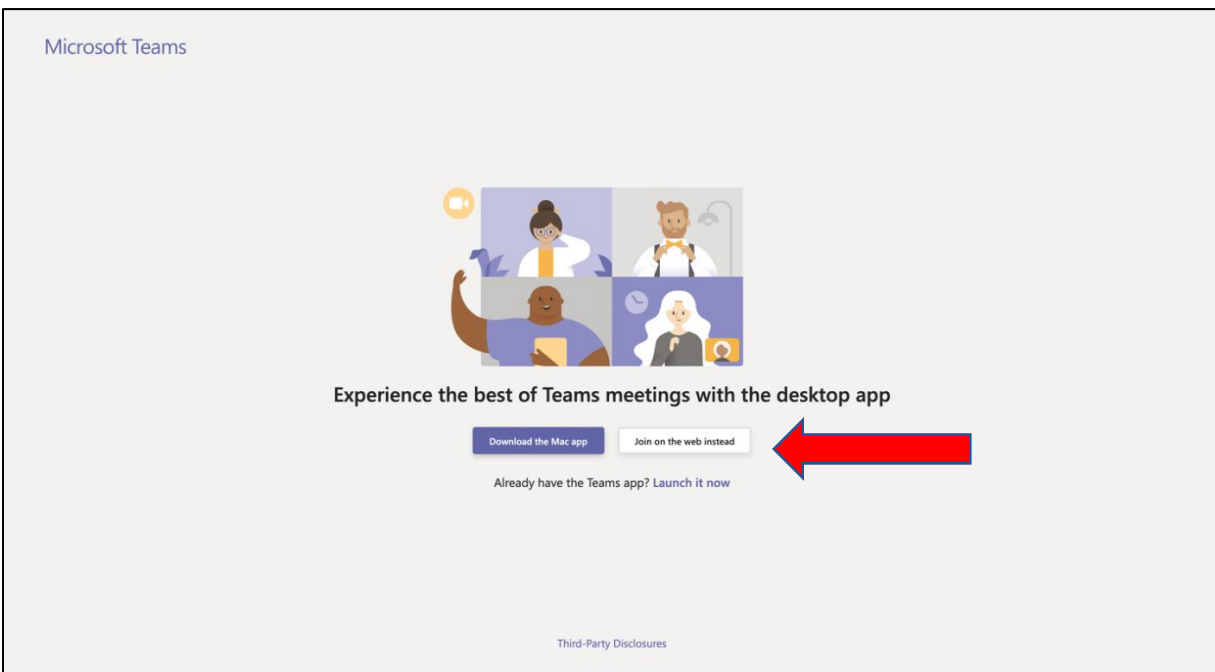 Microsoft Teams
Experience the best of Teams meetings with the desktop app
Download the Mac app
Join on the web instead
Already have the Teams app? Launch it now
Third-Party Disclosures